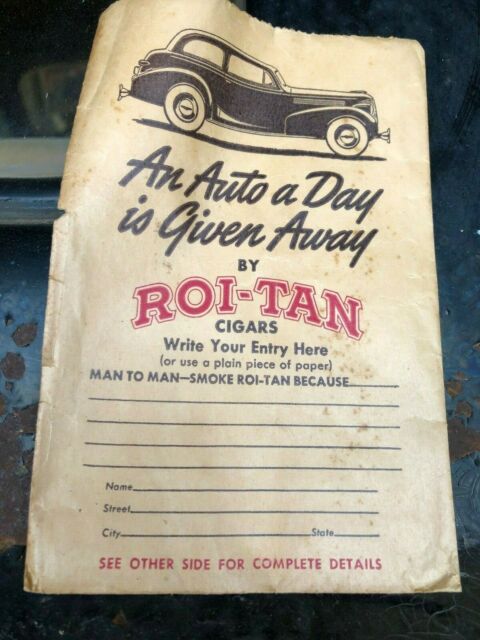 An Auto a Day
is Given Away
BY
ROI-TAN
CIGARS
Write Your Entry Here
(or use a plain piece of paper)
MAN TO MAN—SMOKE ROI-TAN BECAUSE
Name
Street
City State
SEE OTHER SIDE FOR COMPLETE DETAILS